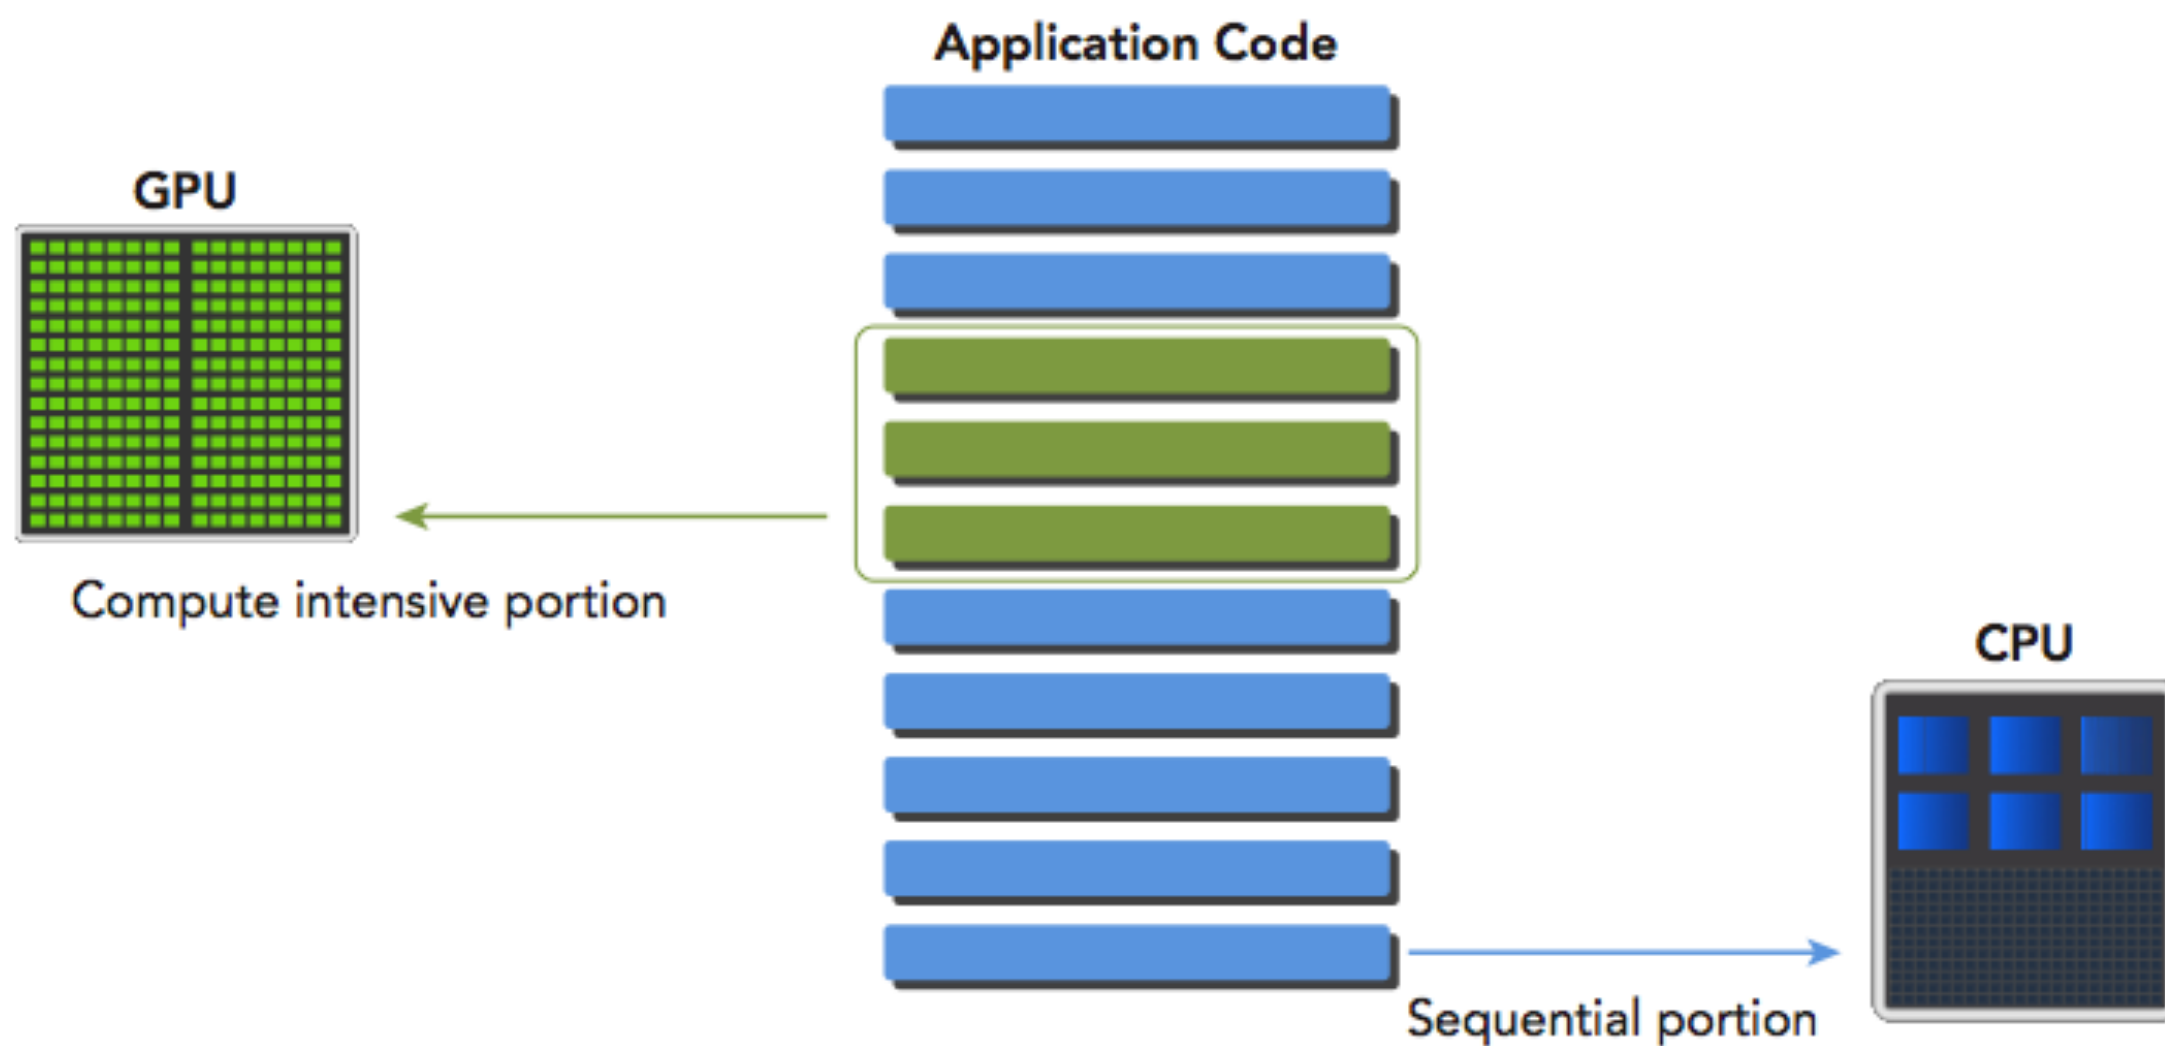 Application Code
GPU
Compute intensive portion
CPU
Sequential portion